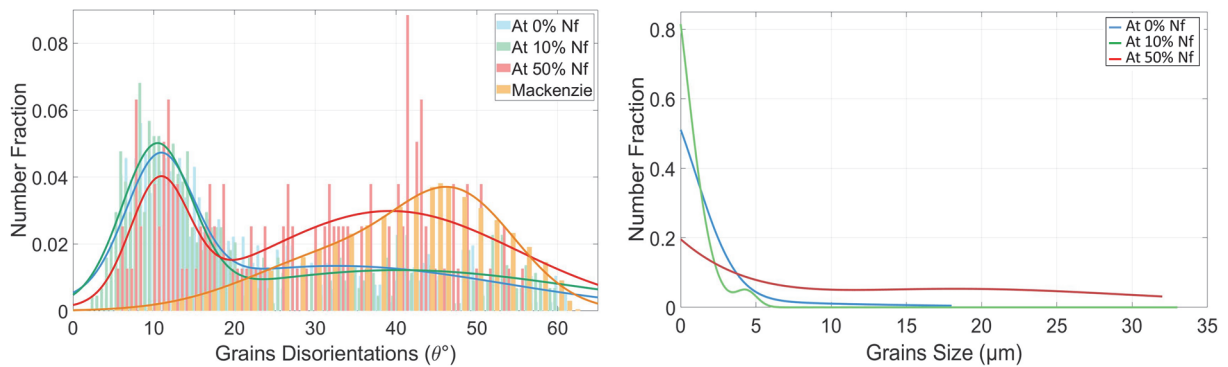 At 0% Nf
At 10% Nf
At 50% Nf
Mackenzie
0.08
0.06
0.04
0.02
0
Number Fraction
0 10 20 30 40 50 60
Grains Disorientations (θ°)
At 0% Nf
At 10% Nf
At 50% Nf
0.8
0.6
0.4
0.2
0
Number Fraction
0 5 10 15 20 25 30 35
Grains Size (μm)